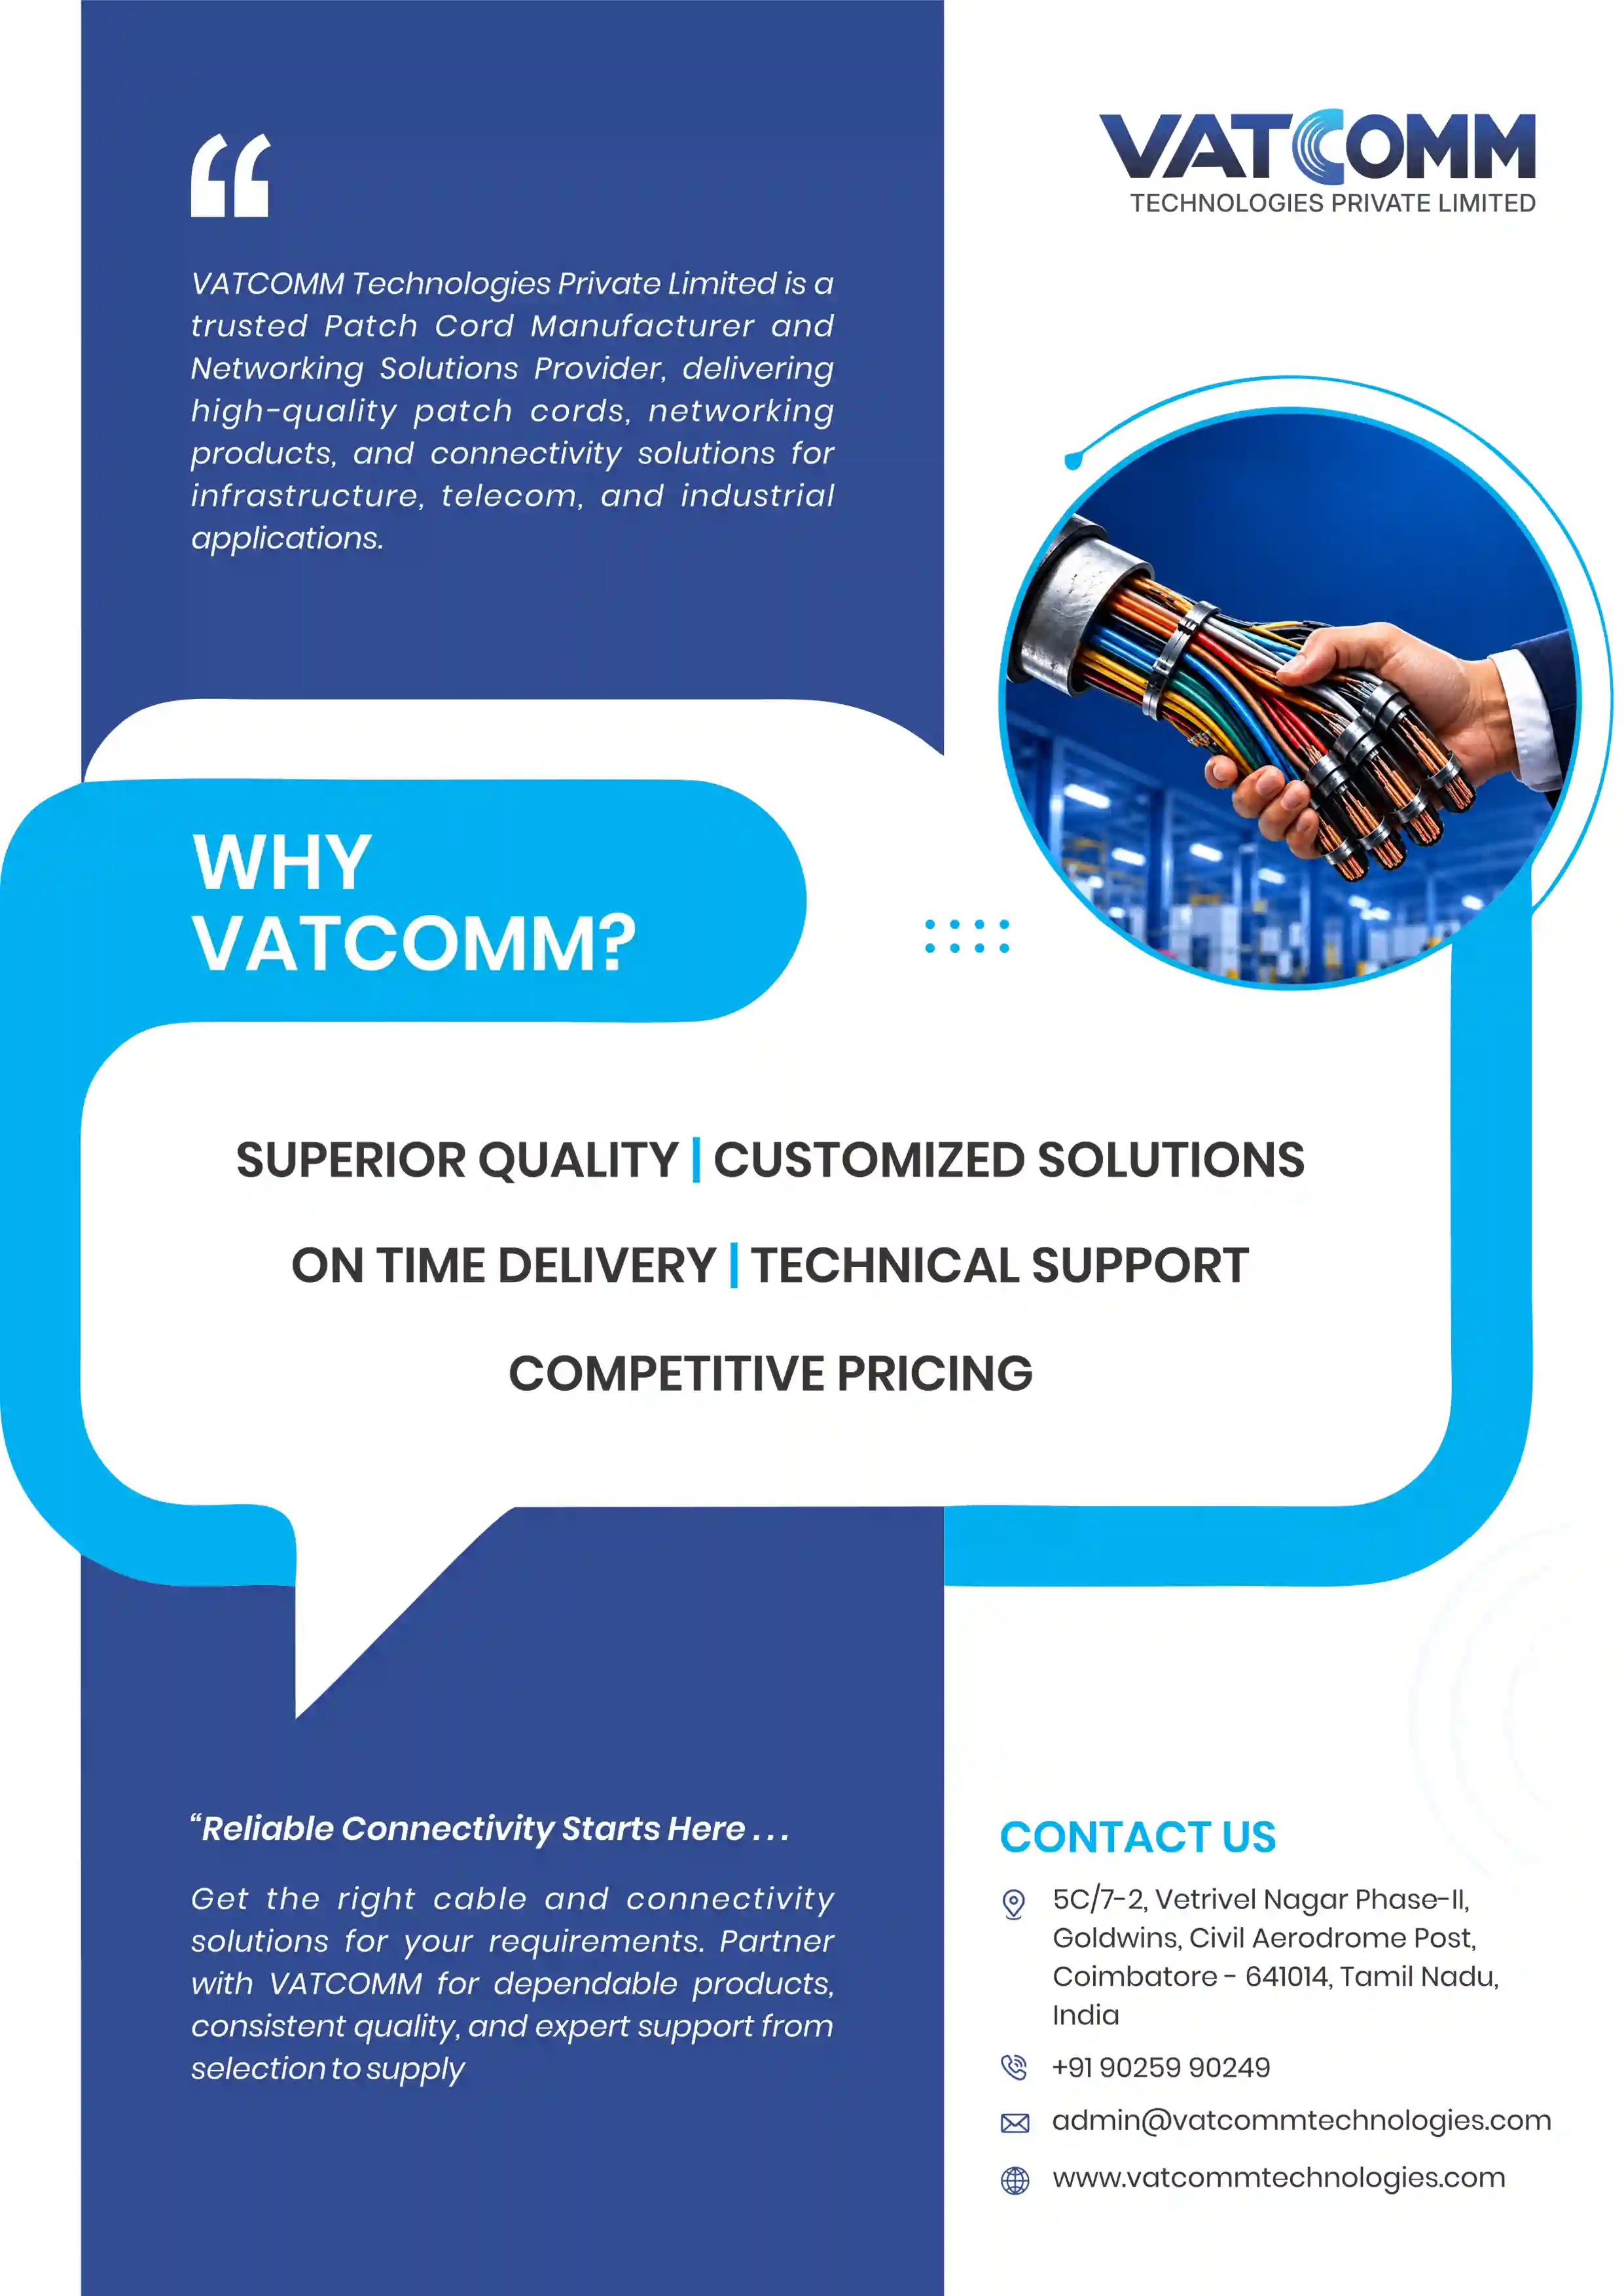 VATCOMM
TECHNOLOGIES PRIVATE LIMITED
“
VATCOMM Technologies Private Limited is a
trusted Patch Cord Manufacturer and
Networking Solutions Provider, delivering
high-quality patch cords, networking
products, and connectivity solutions for
infrastructure, telecom, and industrial
applications.
WHY
VATCOMM?
SUPERIOR QUALITY | CUSTOMIZED SOLUTIONS
ON TIME DELIVERY | TECHNICAL SUPPORT
COMPETITIVE PRICING
“Reliable Connectivity Starts Here . . .
Get the right cable and connectivity
solutions for your requirements. Partner
with VATCOMM for dependable products,
consistent quality, and expert support from
selection to supply
CONTACT US
5C/7-2, Vetrivel Nagar Phase-II,
Goldwins, Civil Aerodrome Post,
Coimbatore - 641014, Tamil Nadu,
India
+91 90259 90249
admin@vatcommtechnologies.com
www.vatcommtechnologies.com